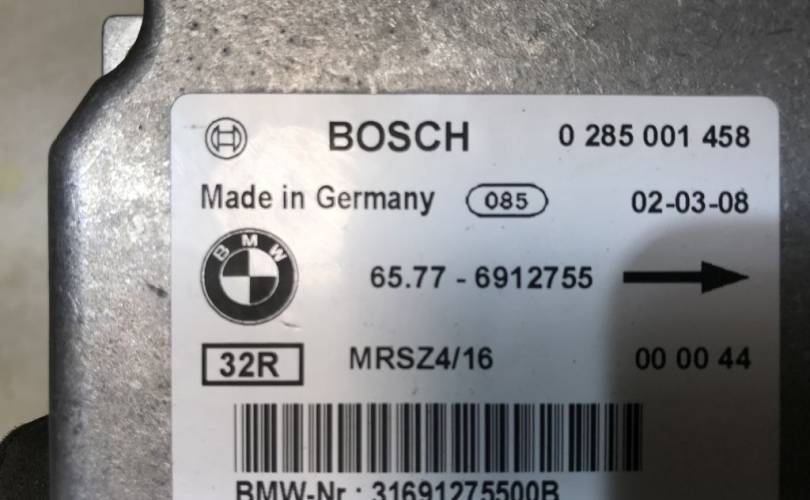 BOSCH 0 285 001 458
Made in Germany 085 02-03-08
BMW 65.77 - 6912755
32R MRSZ4/16 00 00 44
BMW-Nr : 31691275500B